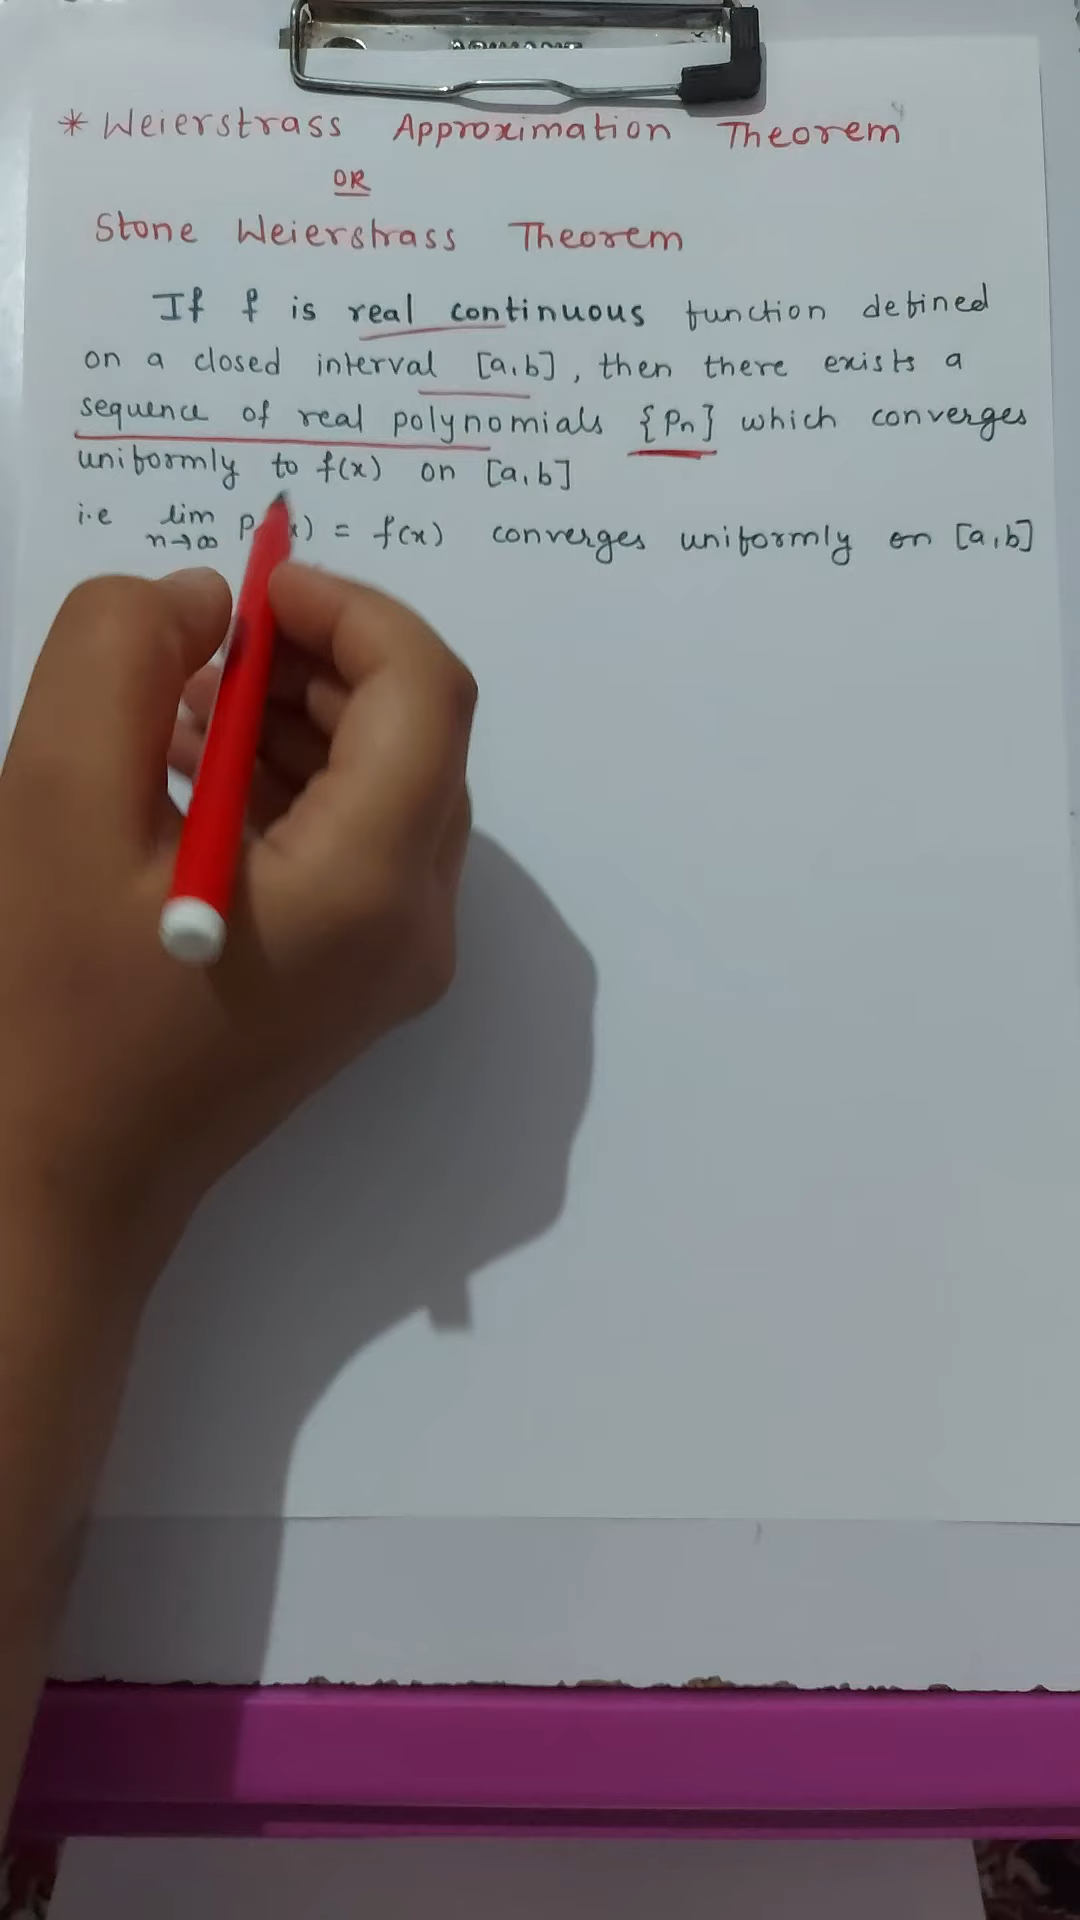 * Weierstrass Approximation Theorem
OR
Stone Weierstrass Theorem
If f is real continuous function defined
on a closed interval [a,b], then there exists a
sequence of real polynomials {Pn} which converges
uniformly to f(x) on [a,b]
i.e lim n→∞ P x) = f(x) converges uniformly on [a,b]